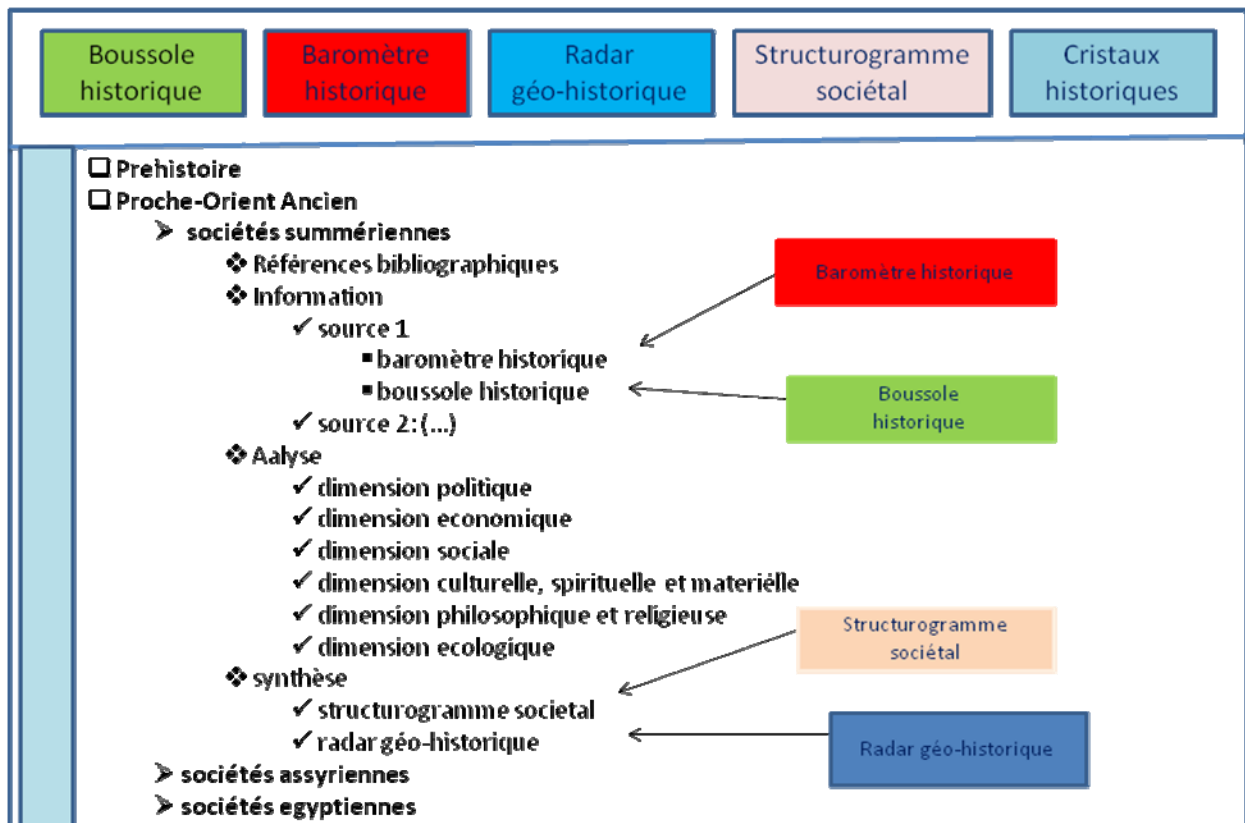 Boussole
historique
Baromètre
historique
Radar
géo-historique
Structurogramme
sociétal
Cristaux
historiques
Prehistoire
Proche-Orient Ancien
sociétés summériennes
Références bibliographiques
Information
source 1
baromètre historique
boussole historique
source 2: (...)
Aalyse
dimension politique
dimension economique
dimension sociale
dimension culturelle, spirituelle et materiélle
dimension philosophique et religieuse
dimension ecologique
synthèse
structurogramme societal
radar géo-historique
sociétés assyriennes
sociétés egyptiennes
Baromètre historique
Boussole
historique
Structurogramme
sociétal
Radar géo-historique